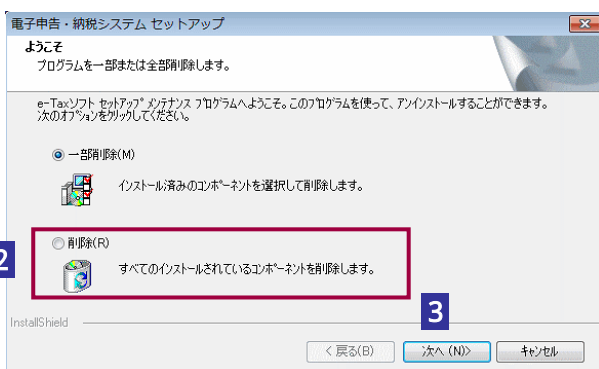 電子申告・納税システム セットアップ
ようこそ
プログラムを一部または全部削除します。
e-Taxソフト セットアップ メンテナンス プログラムへようこそ。このプログラムを使って、アンインストールすることができます。
次のオプションをクリックしてください。
一部削除(M)
インストール済みのコンポーネントを選択して削除します。
2
削除(R)
すべてのインストールされているコンポーネントを削除します。
3
InstallShield
< 戻る(B)
次へ (N)>
キャンセル